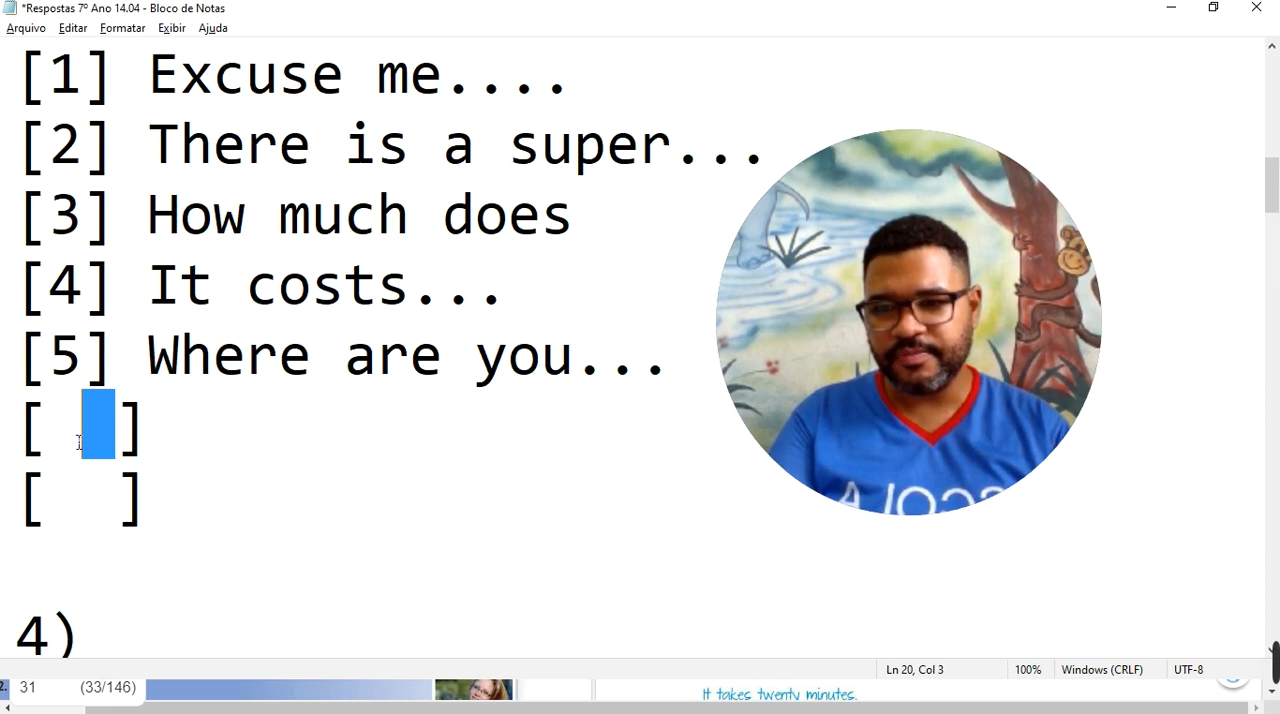 *Respostas 7º Ano 14.04 - Bloco de Notas
Arquivo Editar Formatar Exibir Ajuda
[1] Excuse me....
[2] There is a super...
[3] How much does
[4] It costs...
[5] Where are you...
[ ]
[ ]
4)
Ln 20, Col 3 100% Windows (CRLF) UTF-8
2. 31 (33/146)
It takes twenty minutes.